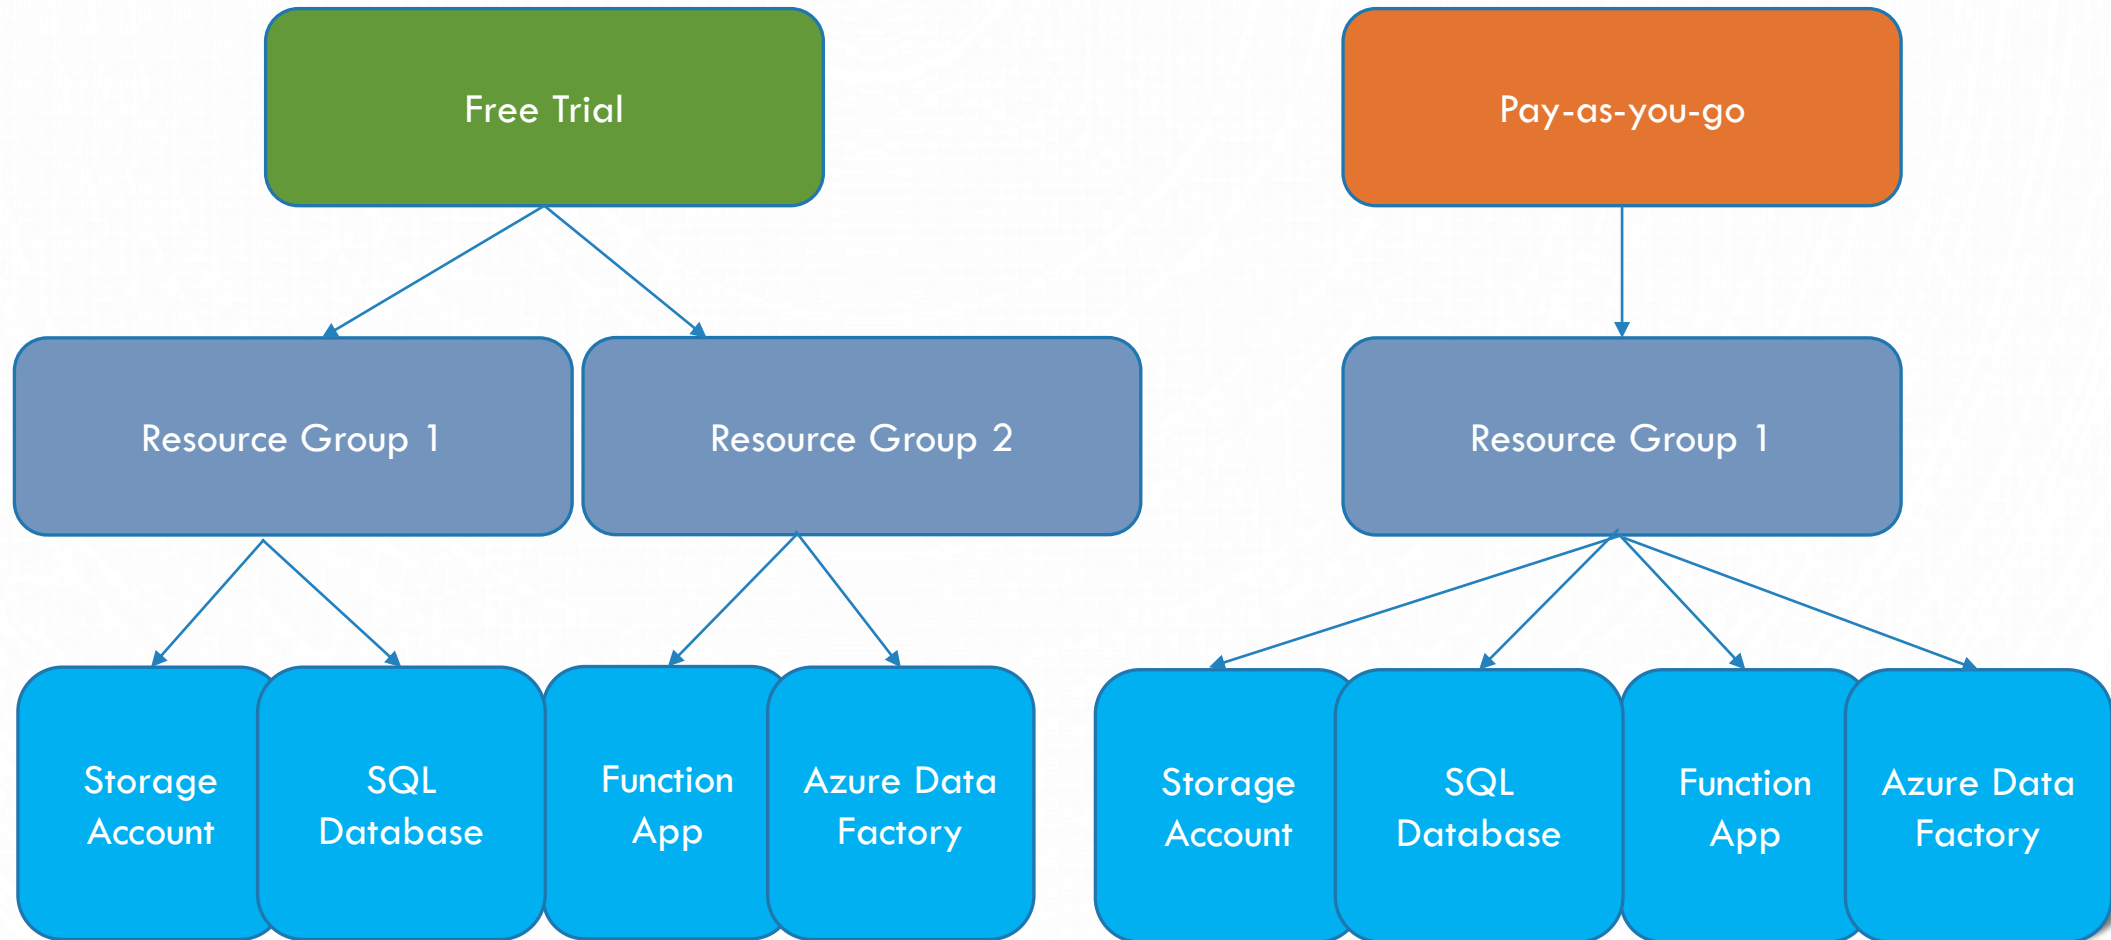 Free Trial
Pay-as-you-go
Resource Group 1
Resource Group 2
Resource Group 1
Storage
Account
SQL
Database
Function
App
Azure Data
Factory
Storage
Account
SQL
Database
Function
App
Azure Data
Factory